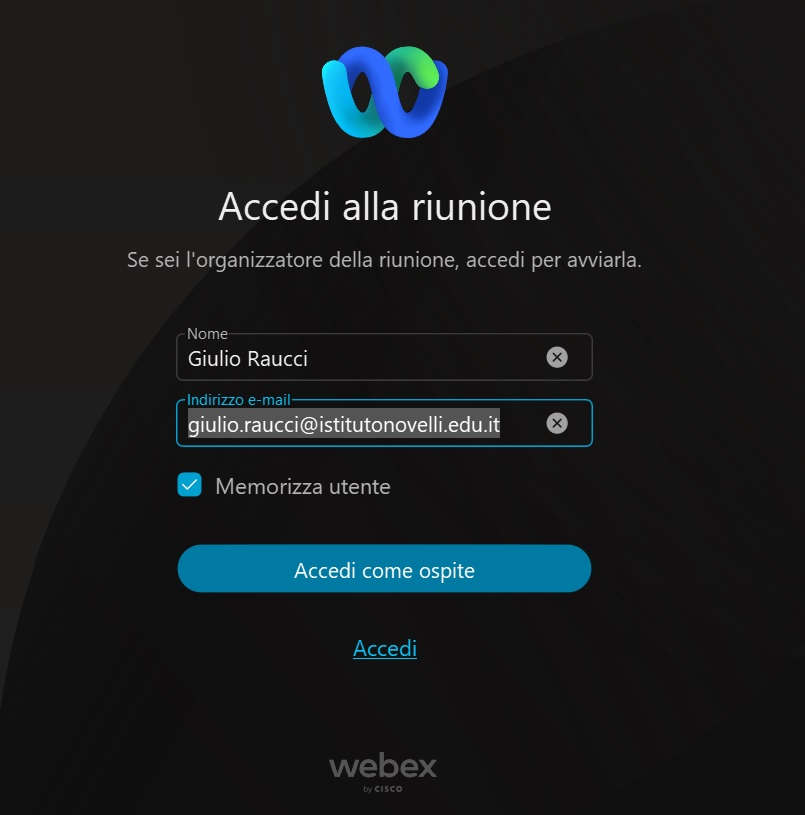 Accedi alla riunione
Se sei l'organizzatore della riunione, accedi per avviarla.
Nome
Giulio Raucci
Indirizzo e-mail
giulio.raucci@istitutonovelli.edu.it
Memorizza utente
Accedi come ospite
Accedi
webex
by CISCO